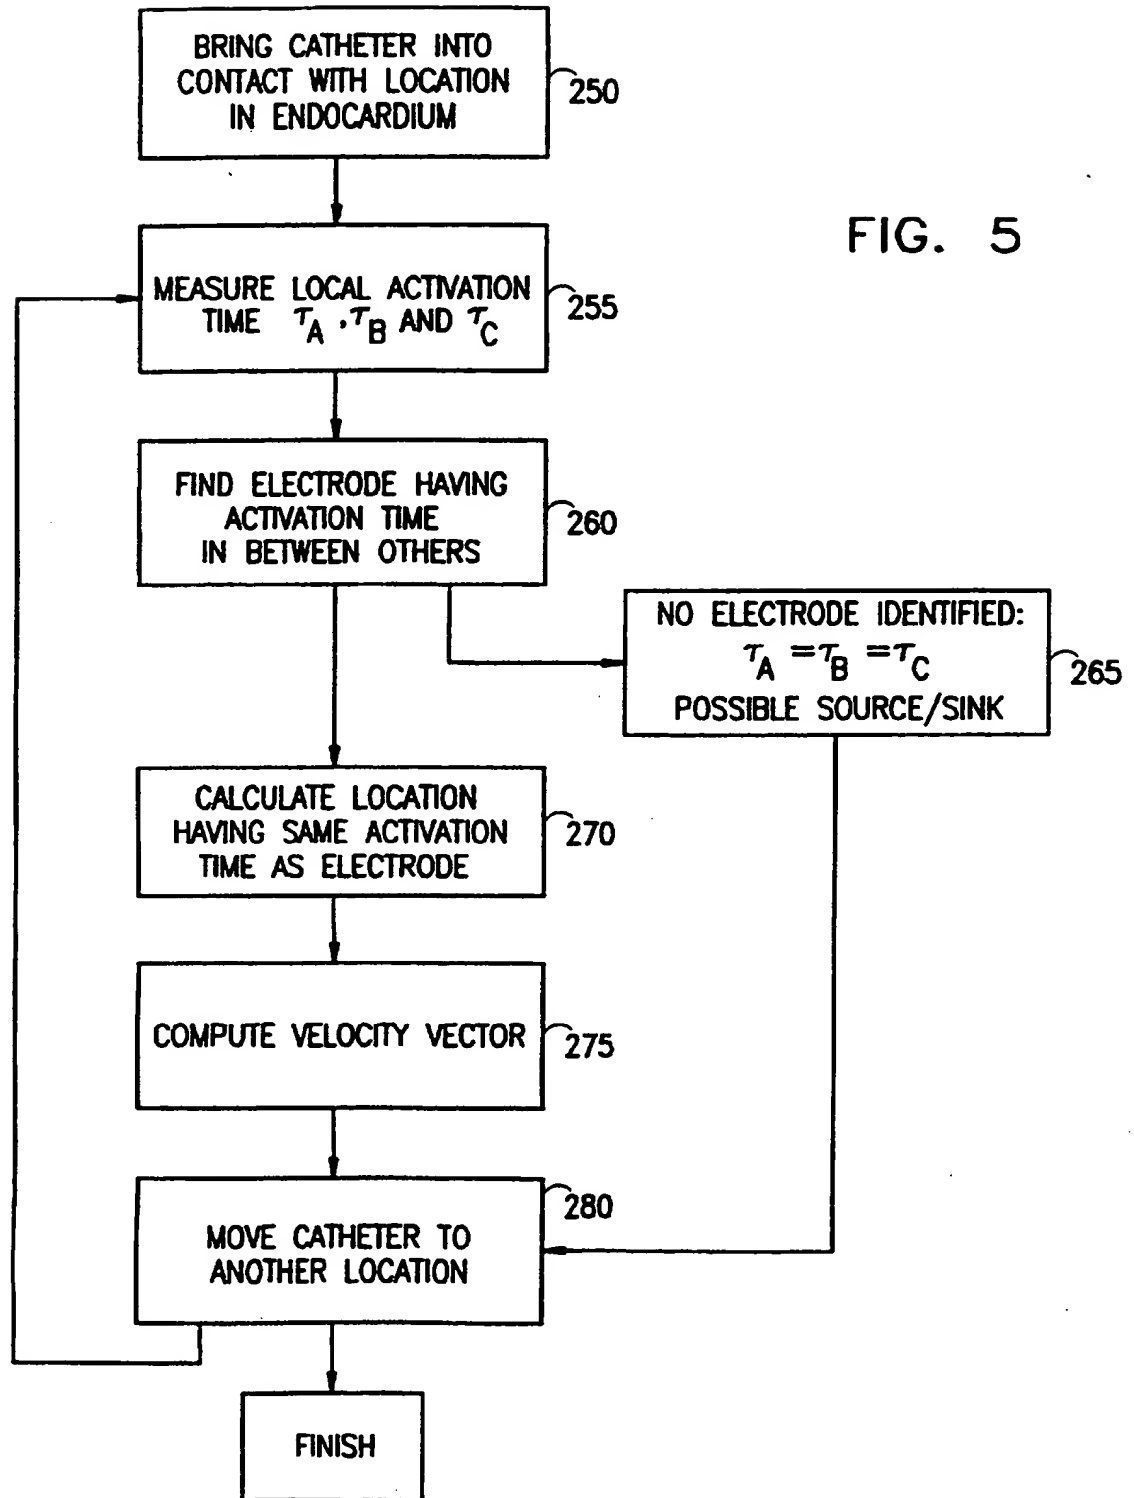 BRING CATHETER INTO
CONTACT WITH LOCATION
IN ENDOCARDIUM
250
FIG. 5
MEASURE LOCAL ACTIVATION
TIME τA , τB AND τC
255
FIND ELECTRODE HAVING
ACTIVATION TIME
IN BETWEEN OTHERS
260
NO ELECTRODE IDENTIFIED:
τA =τB =τC
POSSIBLE SOURCE/SINK
265
CALCULATE LOCATION
HAVING SAME ACTIVATION
TIME AS ELECTRODE
270
COMPUTE VELOCITY VECTOR
275
MOVE CATHETER TO
ANOTHER LOCATION
280
FINISH